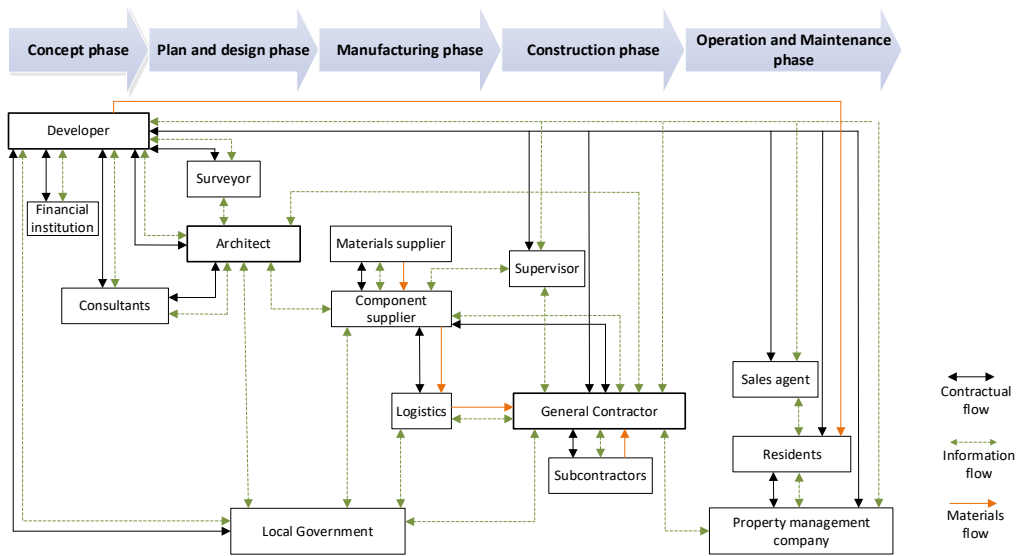 Concept phase
Plan and design phase
Manufacturing phase
Construction phase
Operation and Maintenance
phase
Developer
Surveyor
Financial
institution
Architect
Materials supplier
Supervisor
Consultants
Component
supplier
Sales agent
Logistics
General Contractor
Residents
Subcontractors
Local Government
Property management
company
Contractual
flow
Information
flow
Materials
flow